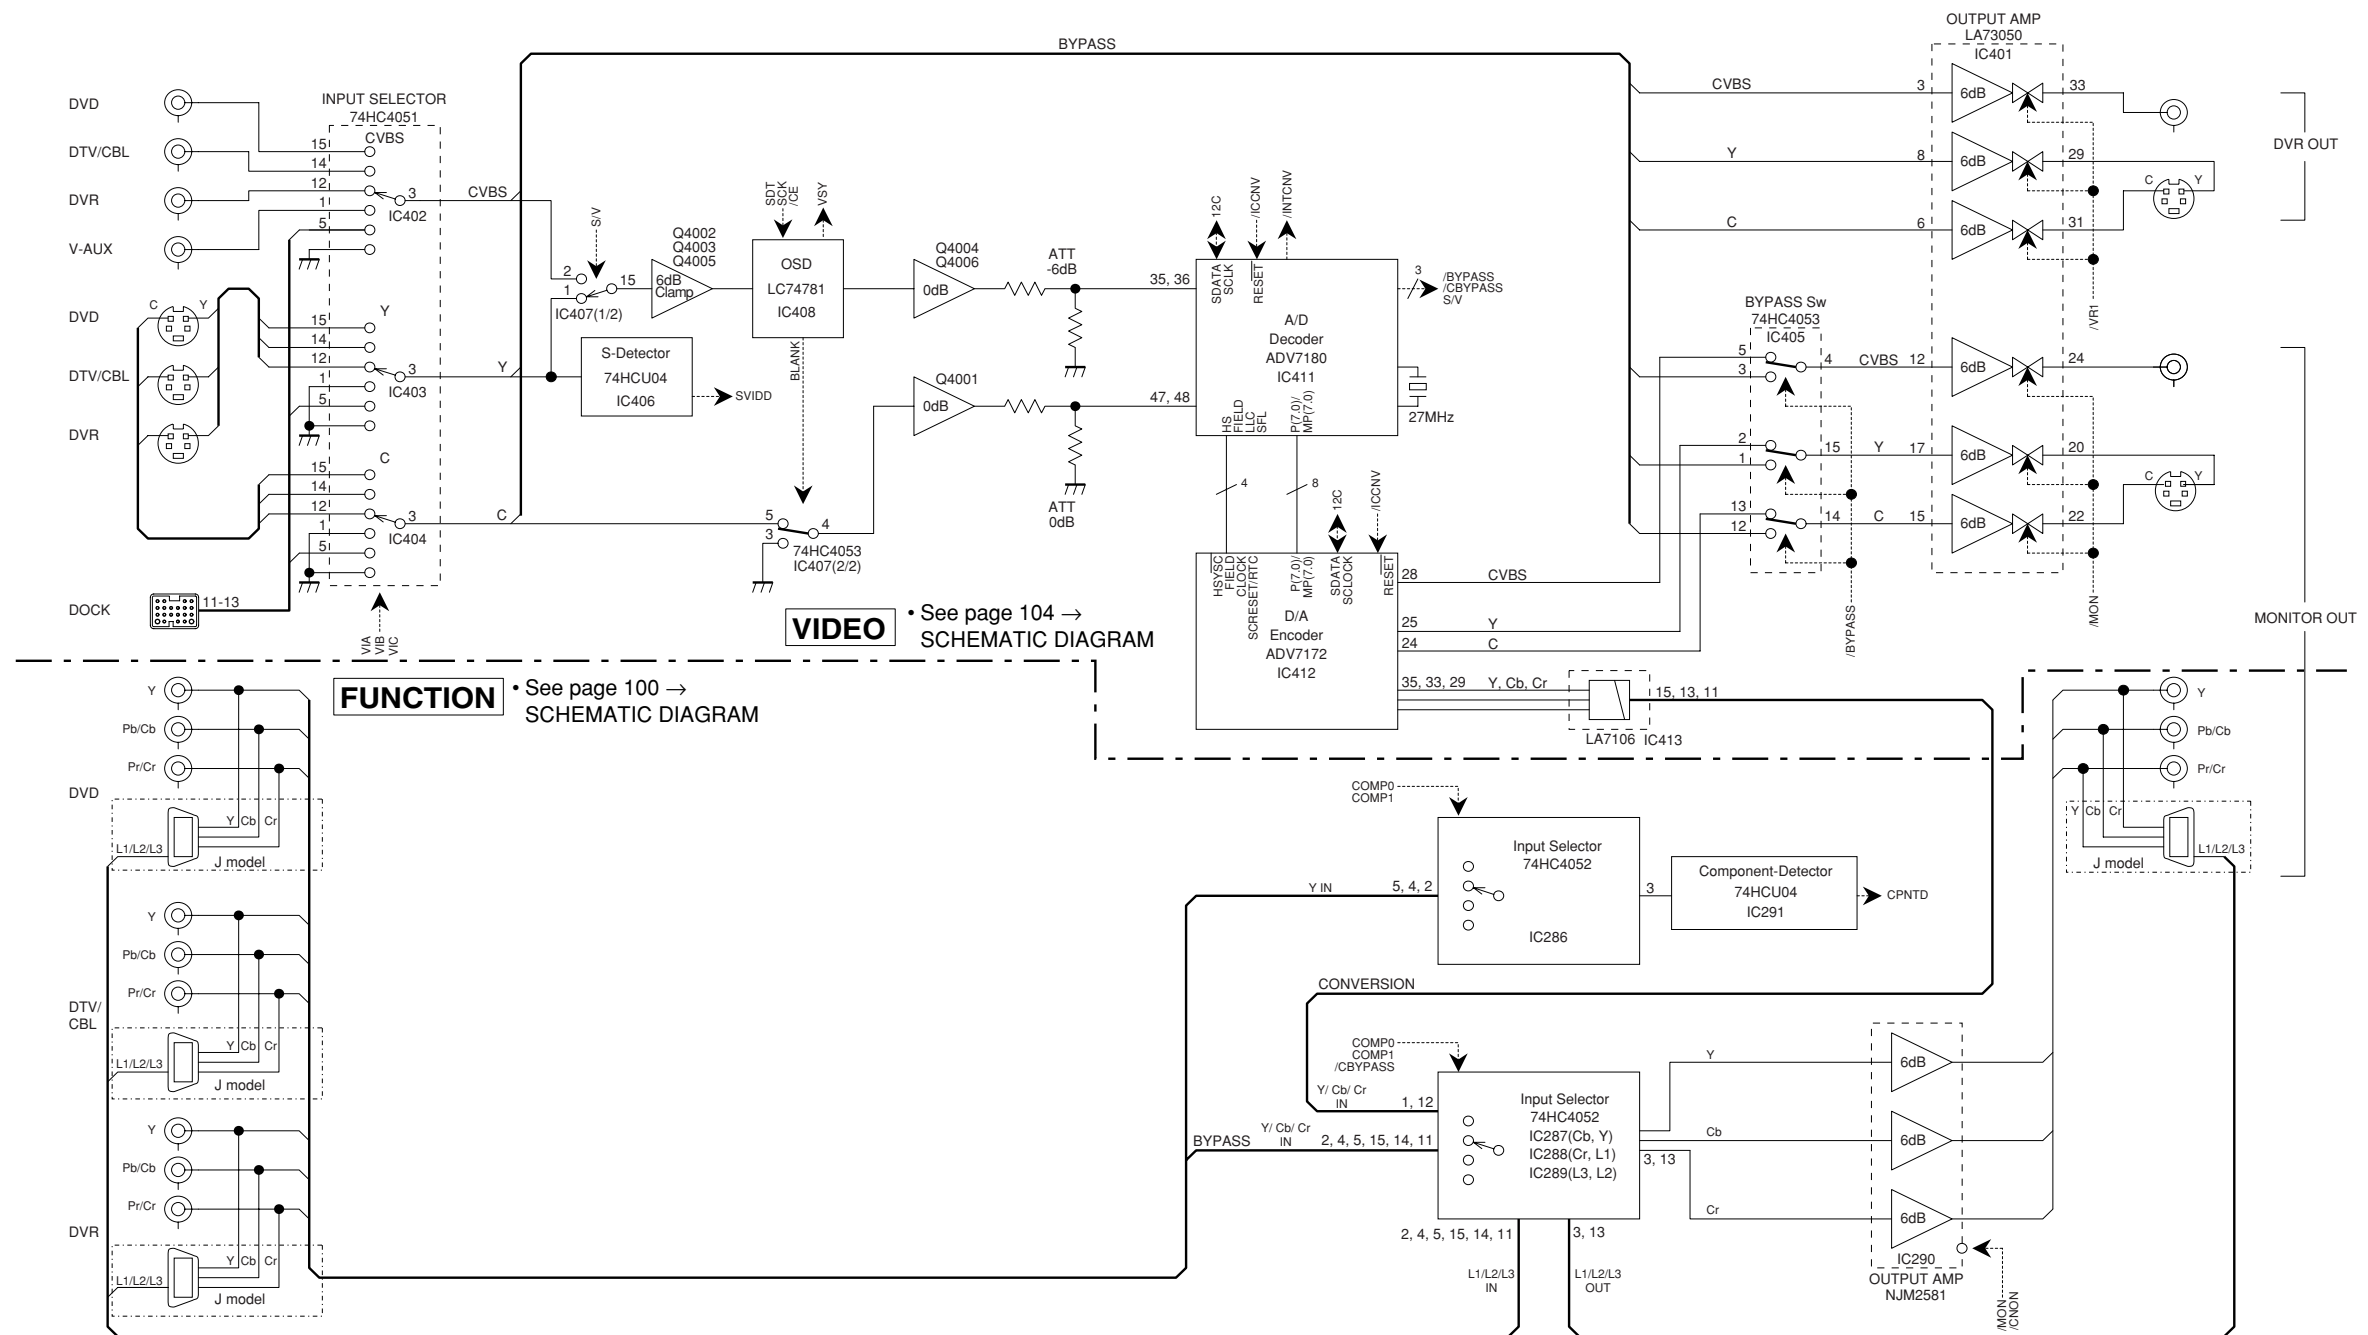 BYPASS
OUTPUT AMP
LA73050
IC401
DVD
DTV/CBL
DVR
V-AUX
INPUT SELECTOR
74HC4051
CVBS
15
14
12
1
5
3
IC402
CVBS
S/V
2
1
15
IC407(1/2)
Q4002
Q4003
Q4005
6dB
Clamp
SDT
SCK
/CE
VSY
OSD
LC74781
IC408
BLANK
Q4004
Q4006
0dB
ATT
-6dB
35, 36
12C
/ICCNV
/INTCNV
SDATA
SCLK
RESET
A/D
Decoder
ADV7180
IC411
HS
FIELD
LLC
SFL
P(7.0)/
MP(7.0)
3
/BYPASS
/CBYPASS
S/V
27MHz
CVBS
3
6dB
33
Y
8
6dB
29
C
6
6dB
31
C
Y
/VR1
DVR OUT
DVD
DTV/CBL
DVR
C
Y
Y
15
14
12
1
5
3
IC403
Y
S-Detector
74HCU04
IC406
SVIDD
Q4001
0dB
47, 48
ATT
0dB
C
15
14
12
1
5
3
IC404
C
5
3
4
74HC4053
IC407(2/2)
DOCK
11-13
VIA
VIB
VIC
4
8
12C
/ICCNV
HSYSC
FIELD
CLOCK
SCRESET/RTC
P(7.0)/
MP(7.0)
SDATA
SCLOCK
RESET
D/A
Encoder
ADV7172
IC412
28
CVBS
25
Y
24
C
35, 33, 29
Y, Cb, Cr
15, 13, 11
LA7106
IC413
BYPASS Sw
74HC4053
IC405
5
3
4
CVBS
12
6dB
24
2
1
15
Y
17
6dB
20
13
12
14
C
15
6dB
22
C
Y
/BYPASS
/MON
MONITOR OUT
VIDEO
• See page 104 →
SCHEMATIC DIAGRAM
FUNCTION
• See page 100 →
SCHEMATIC DIAGRAM
Y
Pb/Cb
Pr/Cr
DVD
Y
Cb
Cr
L1/L2/L3
J model
Y
Pb/Cb
Pr/Cr
DTV/
CBL
Y
Cb
Cr
L1/L2/L3
J model
Y
Pb/Cb
Pr/Cr
DVR
Y
Cb
Cr
L1/L2/L3
J model
COMP0
COMP1
Y IN
5, 4, 2
Input Selector
74HC4052
IC286
3
Component-Detector
74HCU04
IC291
CPNTD
CONVERSION
COMP0
COMP1
/CBYPASS
Y/ Cb/ Cr
IN
1, 12
BYPASS
Y/ Cb/ Cr
IN
2, 4, 5, 15, 14, 11
Input Selector
74HC4052
IC287(Cb, Y)
IC288(Cr, L1)
IC289(L3, L2)
3, 13
2, 4, 5, 15, 14, 11
3, 13
L1/L2/L3
IN
L1/L2/L3
OUT
Y
6dB
Cb
6dB
Cr
6dB
IC290
OUTPUT AMP
NJM2581
/MON
/CNON
Y
Pb/Cb
Pr/Cr
Y
Cb
Cr
L1/L2/L3
J model